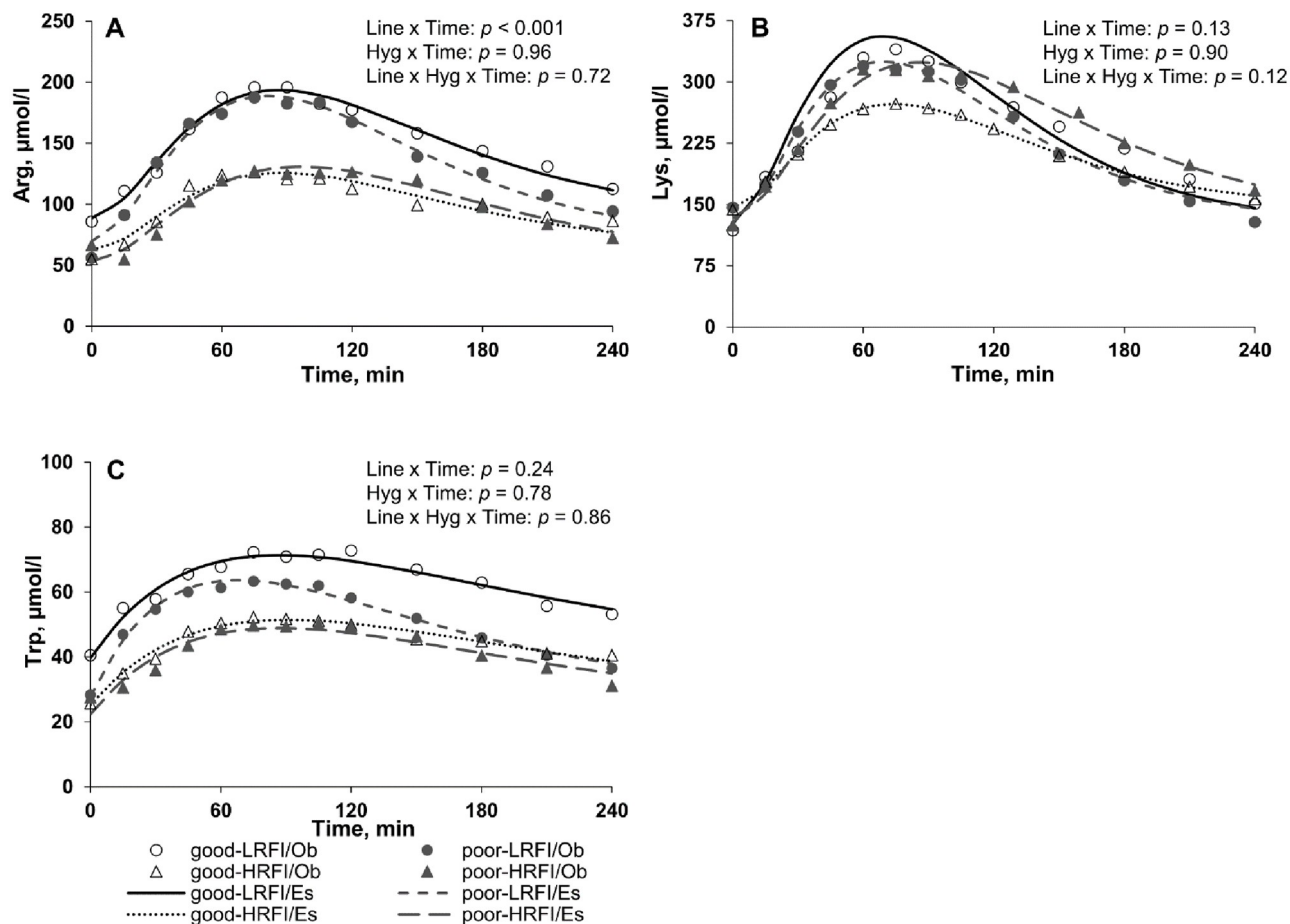 A
Line x Time: p < 0.001
Hyg x Time: p = 0.96
Line x Hyg x Time: p = 0.72
Arg, µmol/l
250
200
150
100
50
0
0 60 120 180 240
Time, min
B
Line x Time: p = 0.13
Hyg x Time: p = 0.90
Line x Hyg x Time: p = 0.12
Lys, µmol/l
375
300
225
150
75
0
0 60 120 180 240
Time, min
C
Line x Time: p = 0.24
Hyg x Time: p = 0.78
Line x Hyg x Time: p = 0.86
Trp, µmol/l
100
80
60
40
20
0
0 60 120 180 240
Time, min
good-LRFI/Ob poor-LRFI/Ob
good-HRFI/Ob poor-HRFI/Ob
good-LRFI/Es poor-LRFI/Es
good-HRFI/Es poor-HRFI/Es